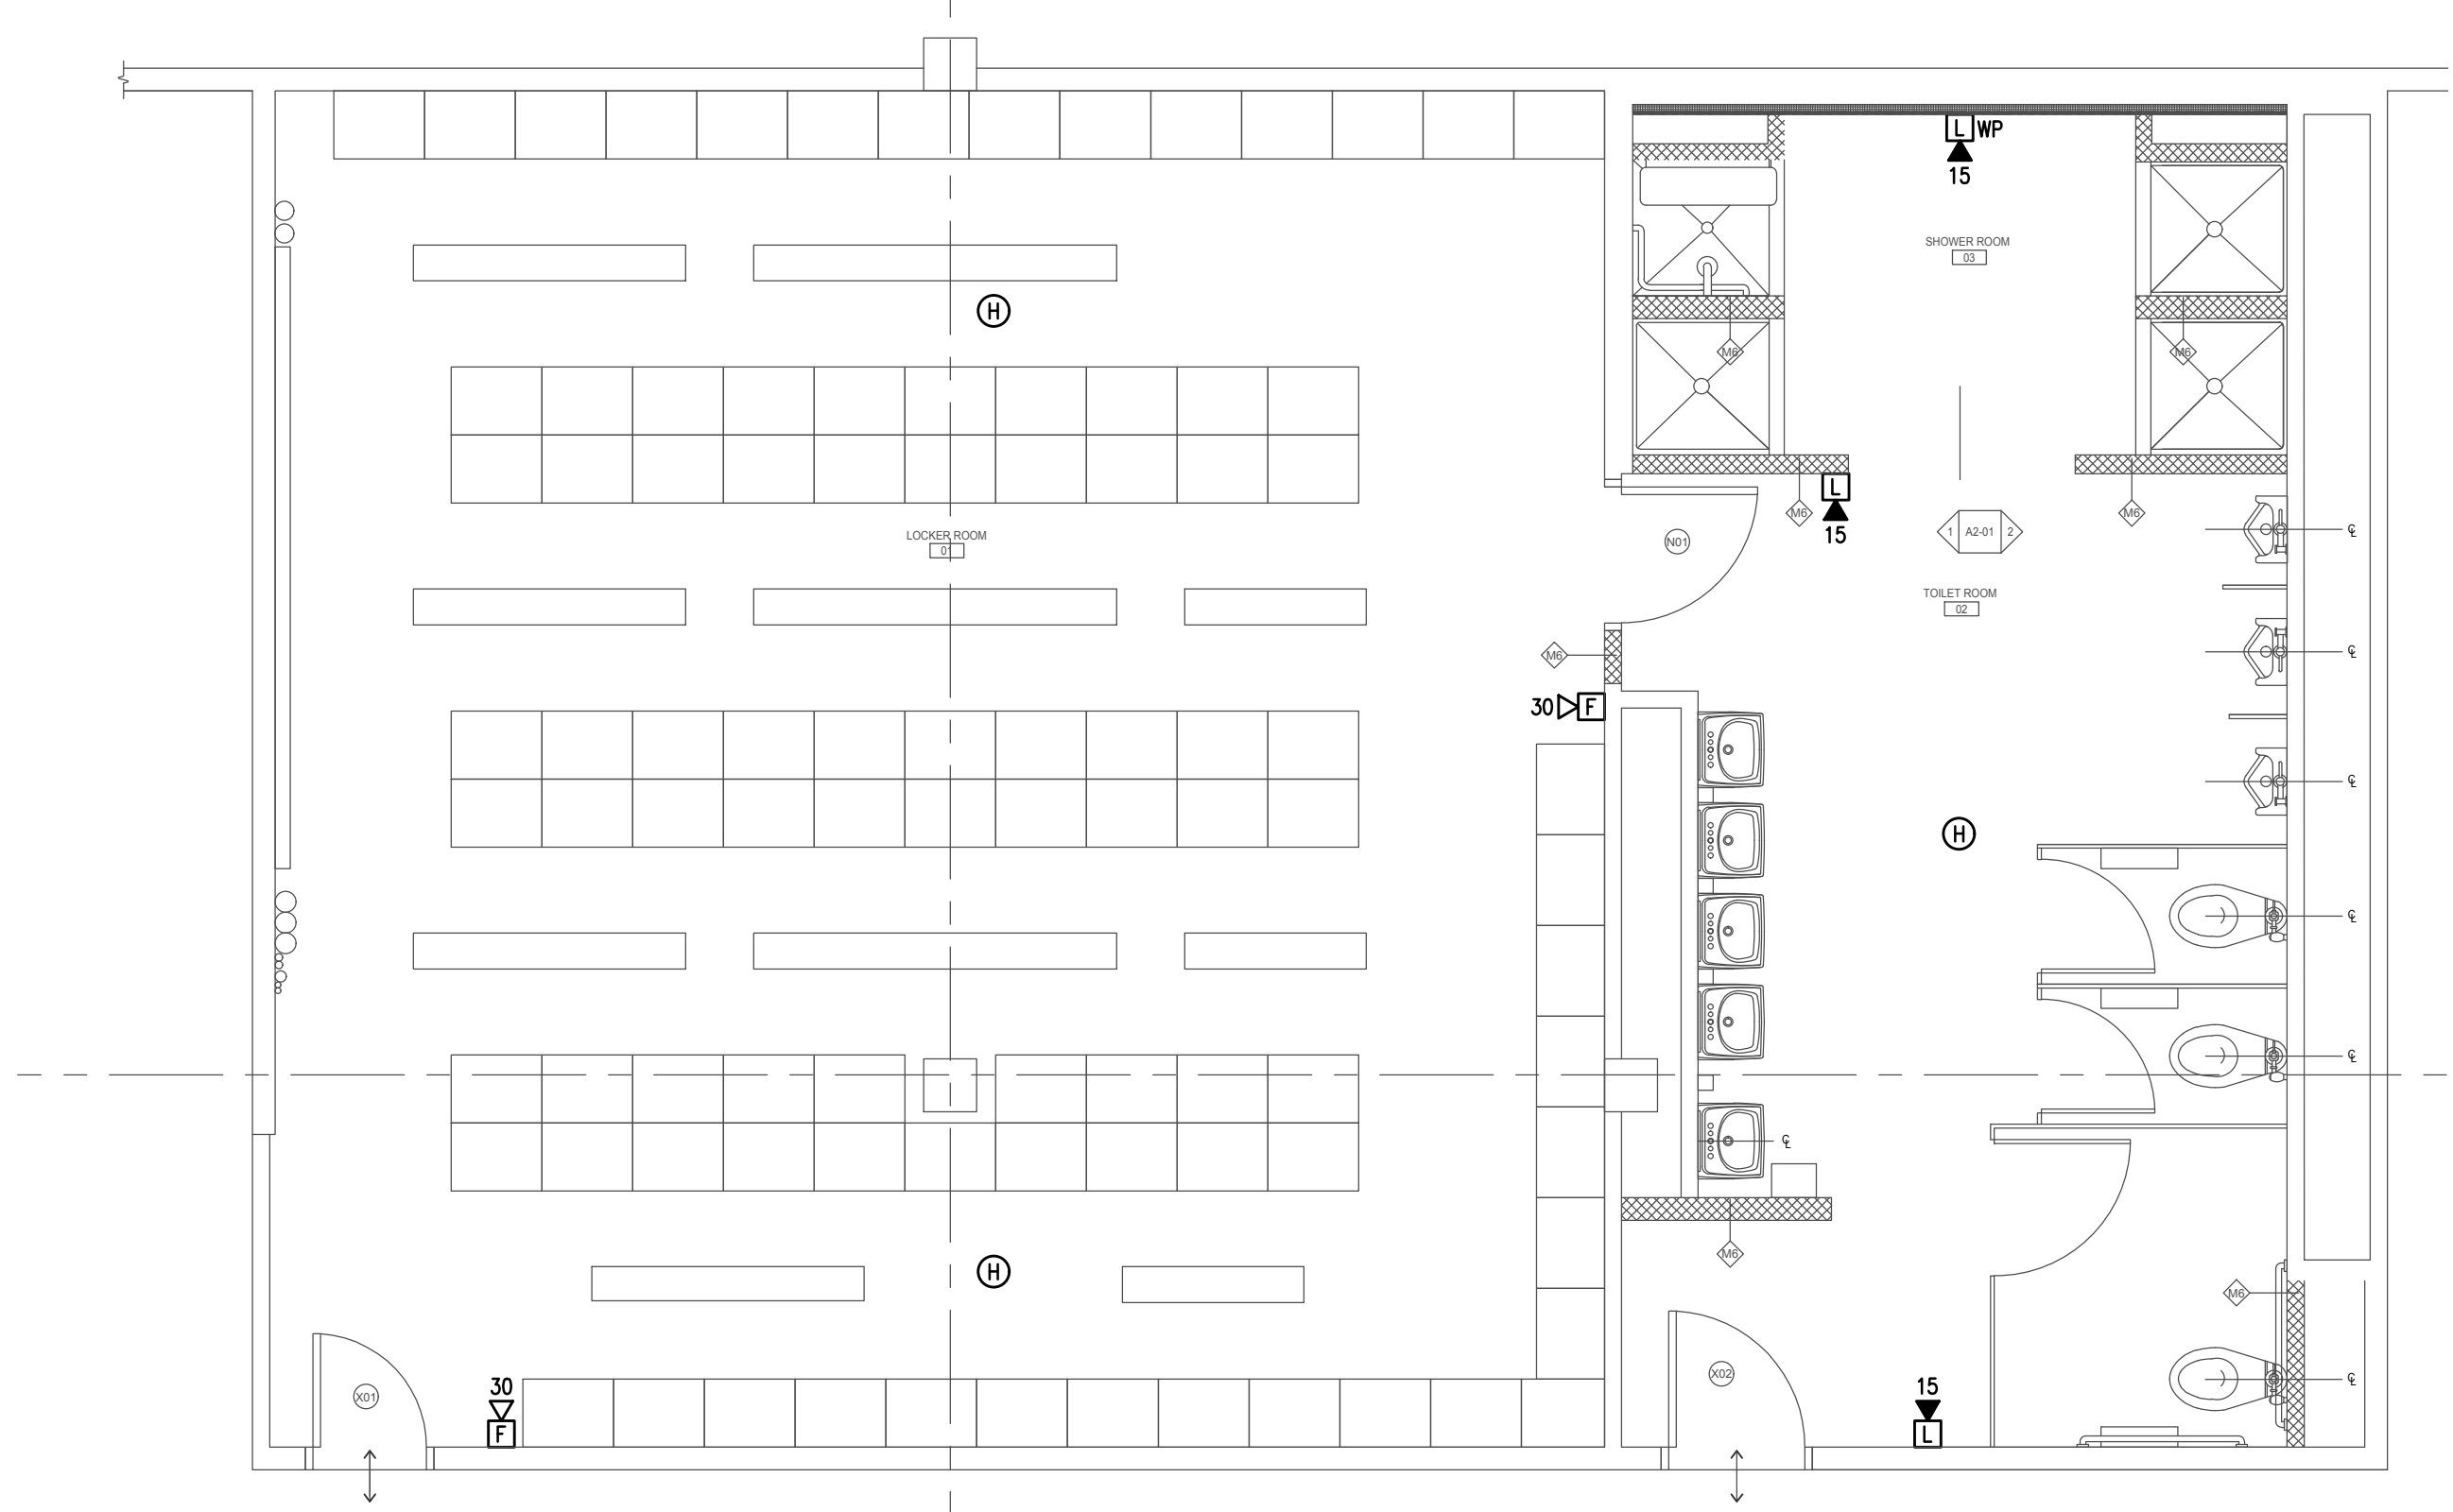 L WP
15
SHOWER ROOM
03
H
M6
M6
LOCKER ROOM
01
L
15
M6
M6
N01
1 A2-01 2
TOILET ROOM
02
℄
℄
℄
M6
30 F
H
℄
℄
℄
M6
H
M6
X01
X02
30
F
15
L
℄